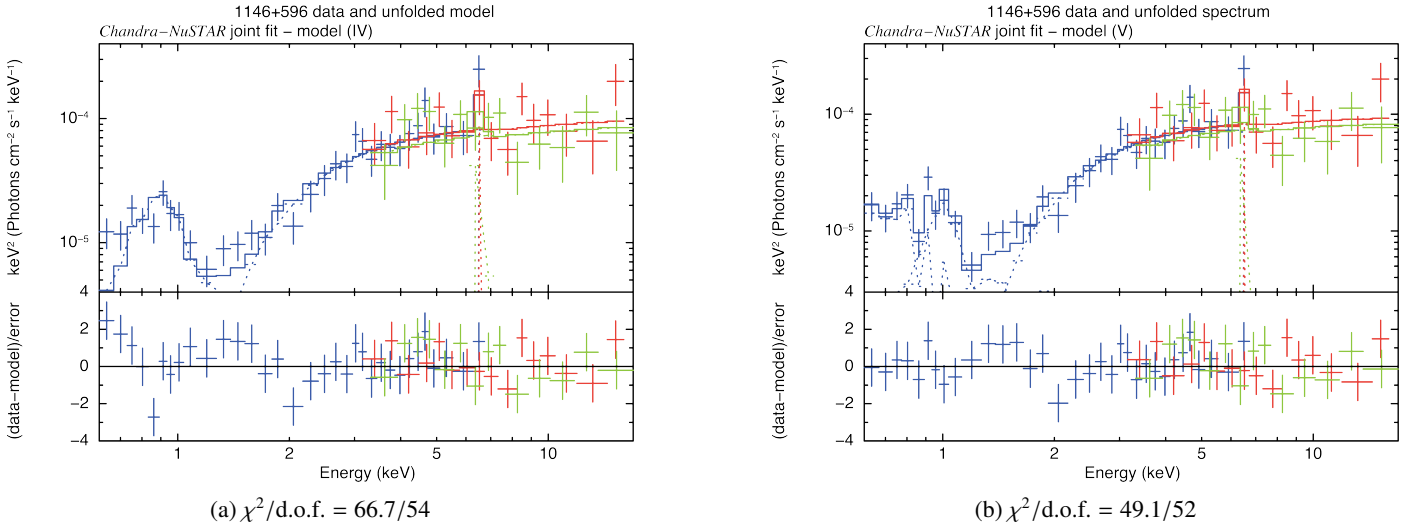 1146+596 data and unfolded model
Chandra−NuSTAR joint fit − model (IV)
keV² (Photons cm⁻² s⁻¹ keV⁻¹)
10⁻⁴
10⁻⁵
4
2
0
−2
−4
(data−model)/error
1
2
5
10
Energy (keV)
(a) χ²/d.o.f. = 66.7/54
1146+596 data and unfolded spectrum
Chandra−NuSTAR joint fit − model (V)
keV² (Photons cm⁻² s⁻¹ keV⁻¹)
10⁻⁴
10⁻⁵
4
2
0
−2
−4
(data−model)/error
1
2
5
10
Energy (keV)
(b) χ²/d.o.f. = 49.1/52